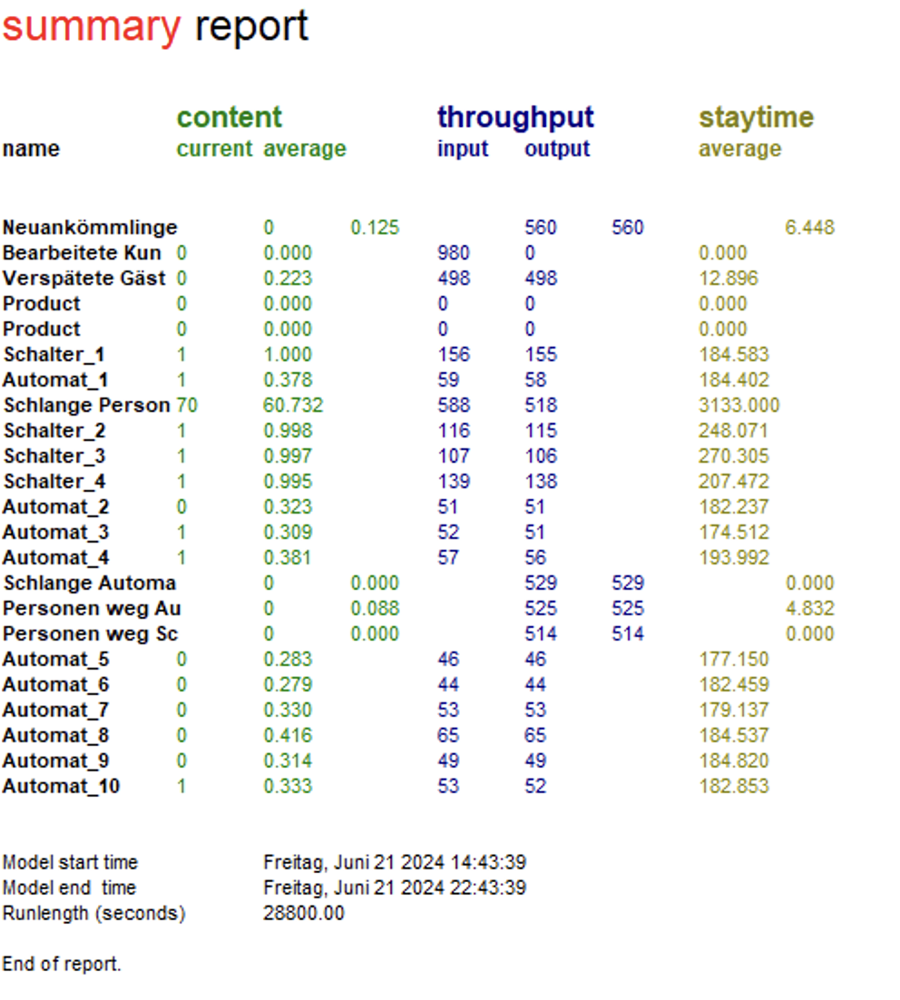 summary report
content throughput staytime
name current average input output average
Neuankömmlinge 0 0.125 560 560 6.448
Bearbeitete Kun 0 0.000 980 0 0.000
Verspätete Gäst 0 0.223 498 498 12.896
Product 0 0.000 0 0 0.000
Product 0 0.000 0 0 0.000
Schalter_1 1 1.000 156 155 184.583
Automat_1 1 0.378 59 58 184.402
Schlange Person 70 60.732 588 518 3133.000
Schalter_2 1 0.998 116 115 248.071
Schalter_3 1 0.997 107 106 270.305
Schalter_4 1 0.995 139 138 207.472
Automat_2 0 0.323 51 51 182.237
Automat_3 1 0.309 52 51 174.512
Automat_4 1 0.381 57 56 193.992
Schlange Automa 0 0.000 529 529 0.000
Personen weg Au 0 0.088 525 525 4.832
Personen weg Sc 0 0.000 514 514 0.000
Automat_5 0 0.283 46 46 177.150
Automat_6 0 0.279 44 44 182.459
Automat_7 0 0.330 53 53 179.137
Automat_8 0 0.416 65 65 184.537
Automat_9 0 0.314 49 49 184.820
Automat_10 1 0.333 53 52 182.853
Model start time Freitag, Juni 21 2024 14:43:39
Model end time Freitag, Juni 21 2024 22:43:39
Runlength (seconds) 28800.00
End of report.